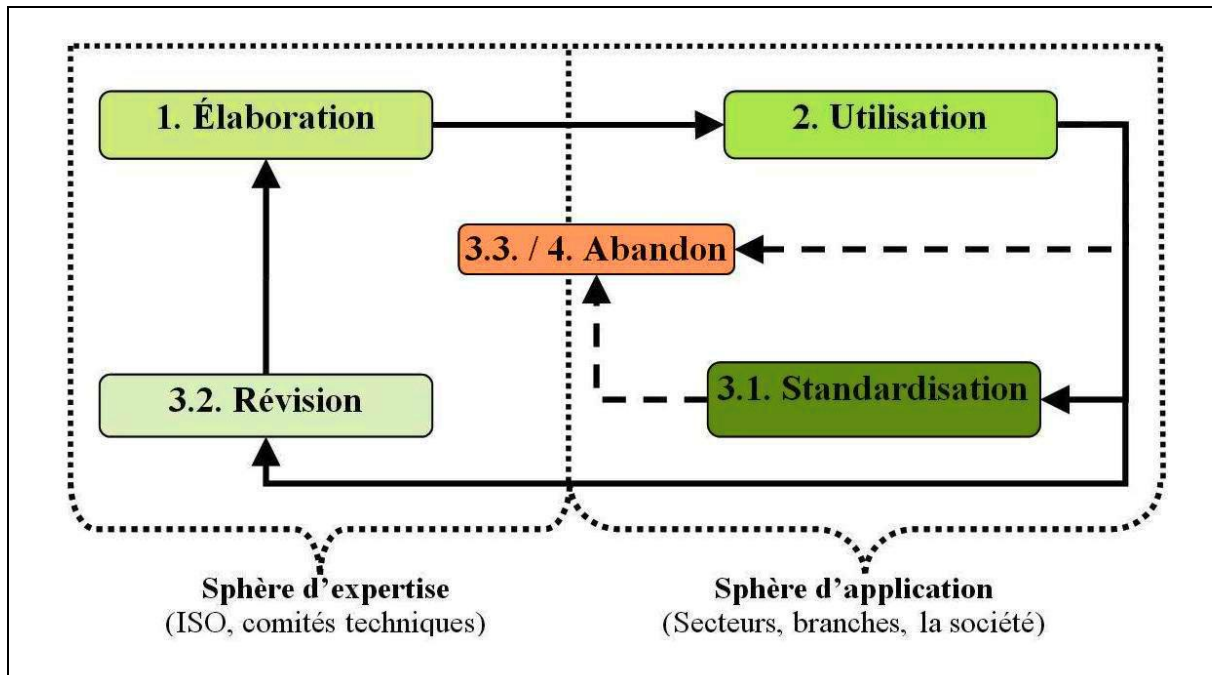 1. Élaboration
2. Utilisation
3.3. / 4. Abandon
3.2. Révision
3.1. Standardisation
Sphère d'expertise
(ISO, comités techniques)
Sphère d'application
(Secteurs, branches, la société)